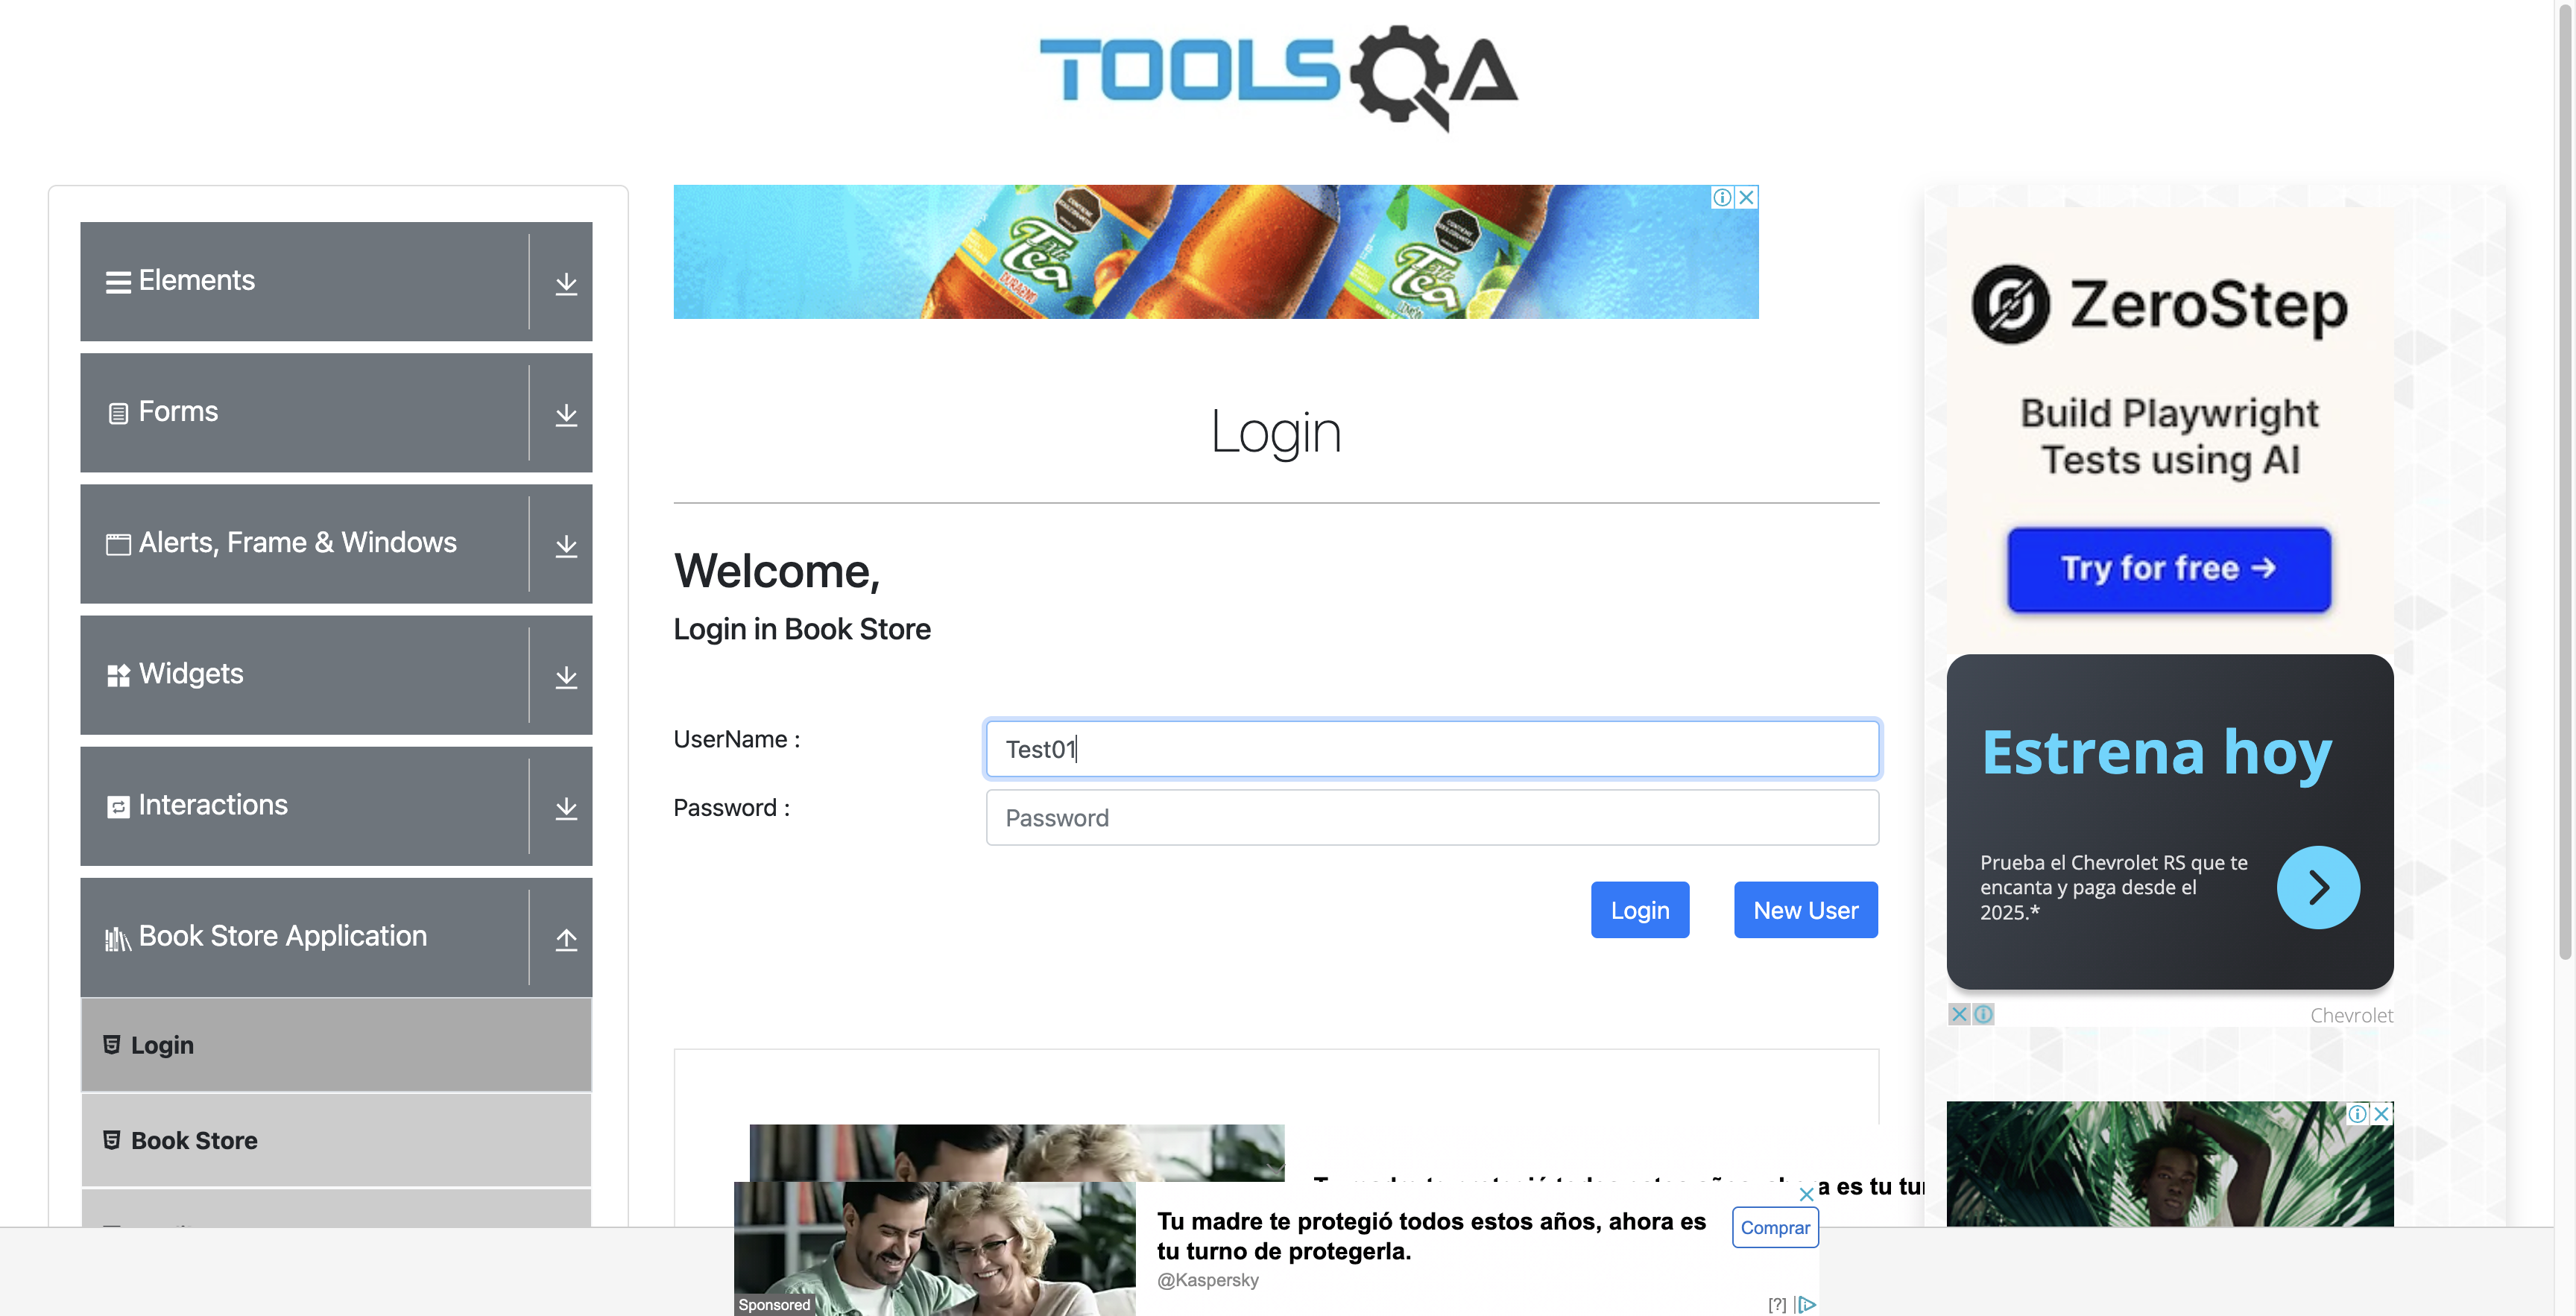 TOOLSQA
Elements
Forms
Alerts, Frame & Windows
Widgets
Interactions
Book Store Application
Login
Book Store
Login
Welcome,
Login in Book Store
UserName :
Test01
Password :
Password
Login
New User
ZeroStep
Build Playwright
Tests using AI
Try for free →
Estrena hoy
Prueba el Chevrolet RS que te
encanta y paga desde el
2025.*
Chevrolet
a es tu tur
Tu madre te protegió todos estos años, ahora es
tu turno de protegerla.
@Kaspersky
Comprar
Sponsored
[?]